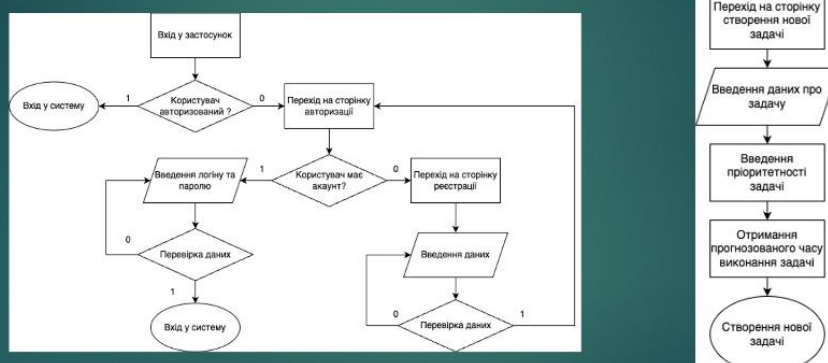 Вхід у застосунок
Вхід у систему
1
Користувач
авторизований ?
0
Перехід на сторінку
авторизації
Введення логіну та
паролю
1
Користувач має
акаунт?
0
Перехід на сторінку
реєстрації
0
Перевірка даних
1
Вхід у систему
Введення даних
0
Перевірка даних
1
Перехід на сторінку
створення нової
задачі
Введення даних про
задачу
Введення
пріоритетності
задачі
Отримання
прогнозованого часу
виконання задачі
Створення нової
задачі